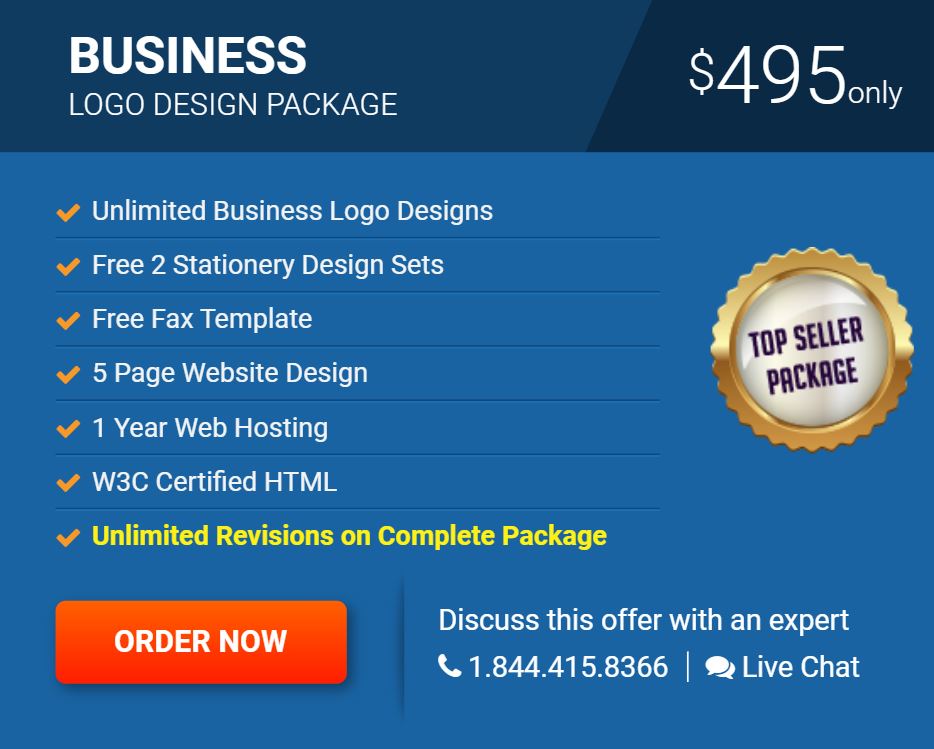 BUSINESS
LOGO DESIGN PACKAGE
$495 only
Unlimited Business Logo Designs
Free 2 Stationery Design Sets
Free Fax Template
5 Page Website Design
1 Year Web Hosting
W3C Certified HTML
Unlimited Revisions on Complete Package
TOP SELLER
PACKAGE
ORDER NOW
Discuss this offer with an expert
1.844.415.8366 | Live Chat